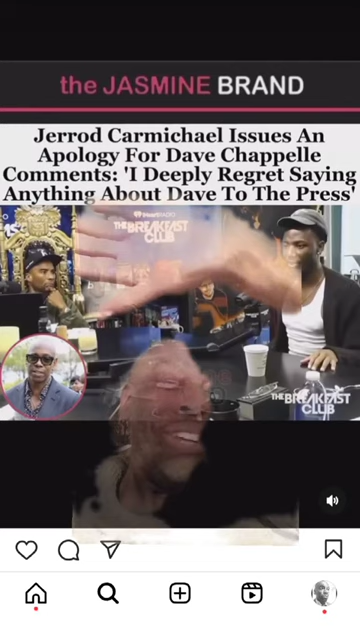 the JASMINE BRAND
Jerrod Carmichael Issues An
Apology For Dave Chappelle
Comments: 'I Deeply Regret Saying
Anything About Dave To The Press'
iHeartRADIO
THE BREAKFAST
CLUB
THE BREAKFAST
CLUB